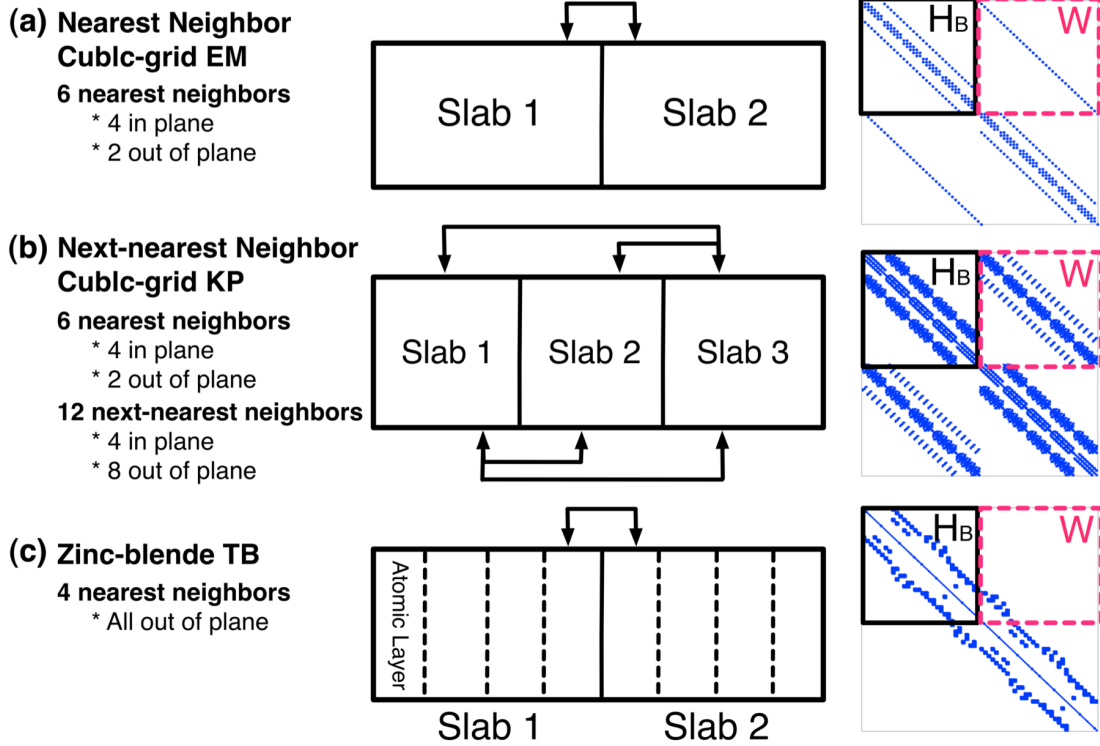 (a) Nearest Neighbor
CubIc-grid EM
6 nearest neighbors
* 4 in plane
* 2 out of plane
Slab 1
Slab 2
HB
W
(b) Next-nearest Neighbor
CubIc-grid KP
6 nearest neighbors
* 4 in plane
* 2 out of plane
12 next-nearest neighbors
* 4 in plane
* 8 out of plane
Slab 1
Slab 2
Slab 3
HB
W
(c) Zinc-blende TB
4 nearest neighbors
* All out of plane
Atomic Layer
Slab 1
Slab 2
HB
W